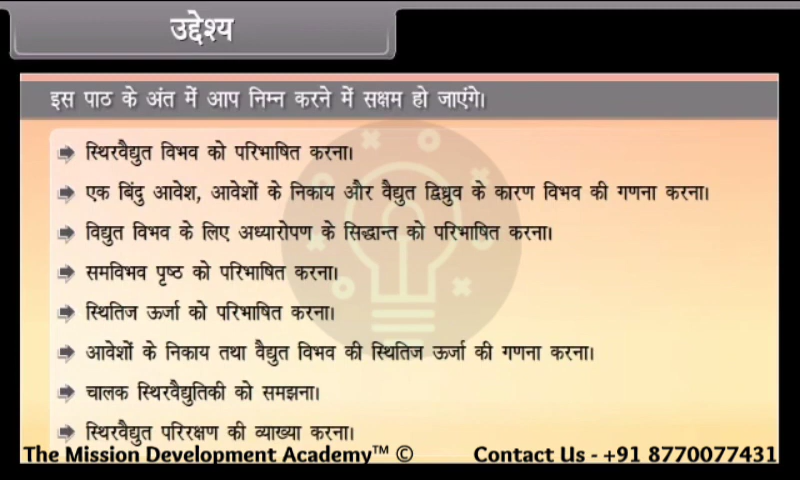 उद्देश्य
इस पाठ के अंत में आप निम्न करने में सक्षम हो जाएंगे।
स्थिरवैद्युत विभव को परिभाषित करना।
एक बिंदु आवेश, आवेशों के निकाय और वैद्युत द्विध्रुव के कारण विभव की गणना करना।
विद्युत विभव के लिए अध्यारोपण के सिद्धान्त को परिभाषित करना।
समविभव पृष्ठ को परिभाषित करना।
स्थितिज ऊर्जा को परिभाषित करना।
आवेशों के निकाय तथा वैद्युत विभव की स्थितिज ऊर्जा की गणना करना।
चालक स्थिरवैद्युतिकी को समझना।
स्थिरवैद्युत परिरक्षण की व्याख्या करना।
The Mission Development Academy™ © Contact Us - +91 8770077431